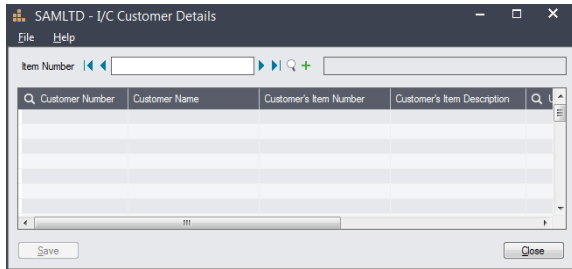 SAMLTD - I/C Customer Details
File Help
Item Number
Customer Number Customer Name Customer's Item Number Customer's Item Description U
Save Close